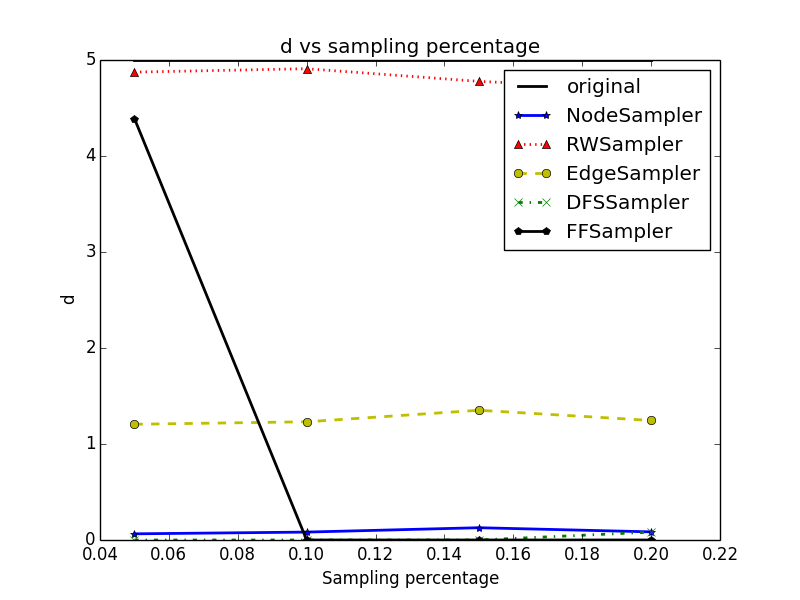 d vs sampling percentage
5
4
3
2
1
0
d
original
NodeSampler
RWSampler
EdgeSampler
DFSSampler
FFSampler
0.04 0.06 0.08 0.10 0.12 0.14 0.16 0.18 0.20 0.22
Sampling percentage